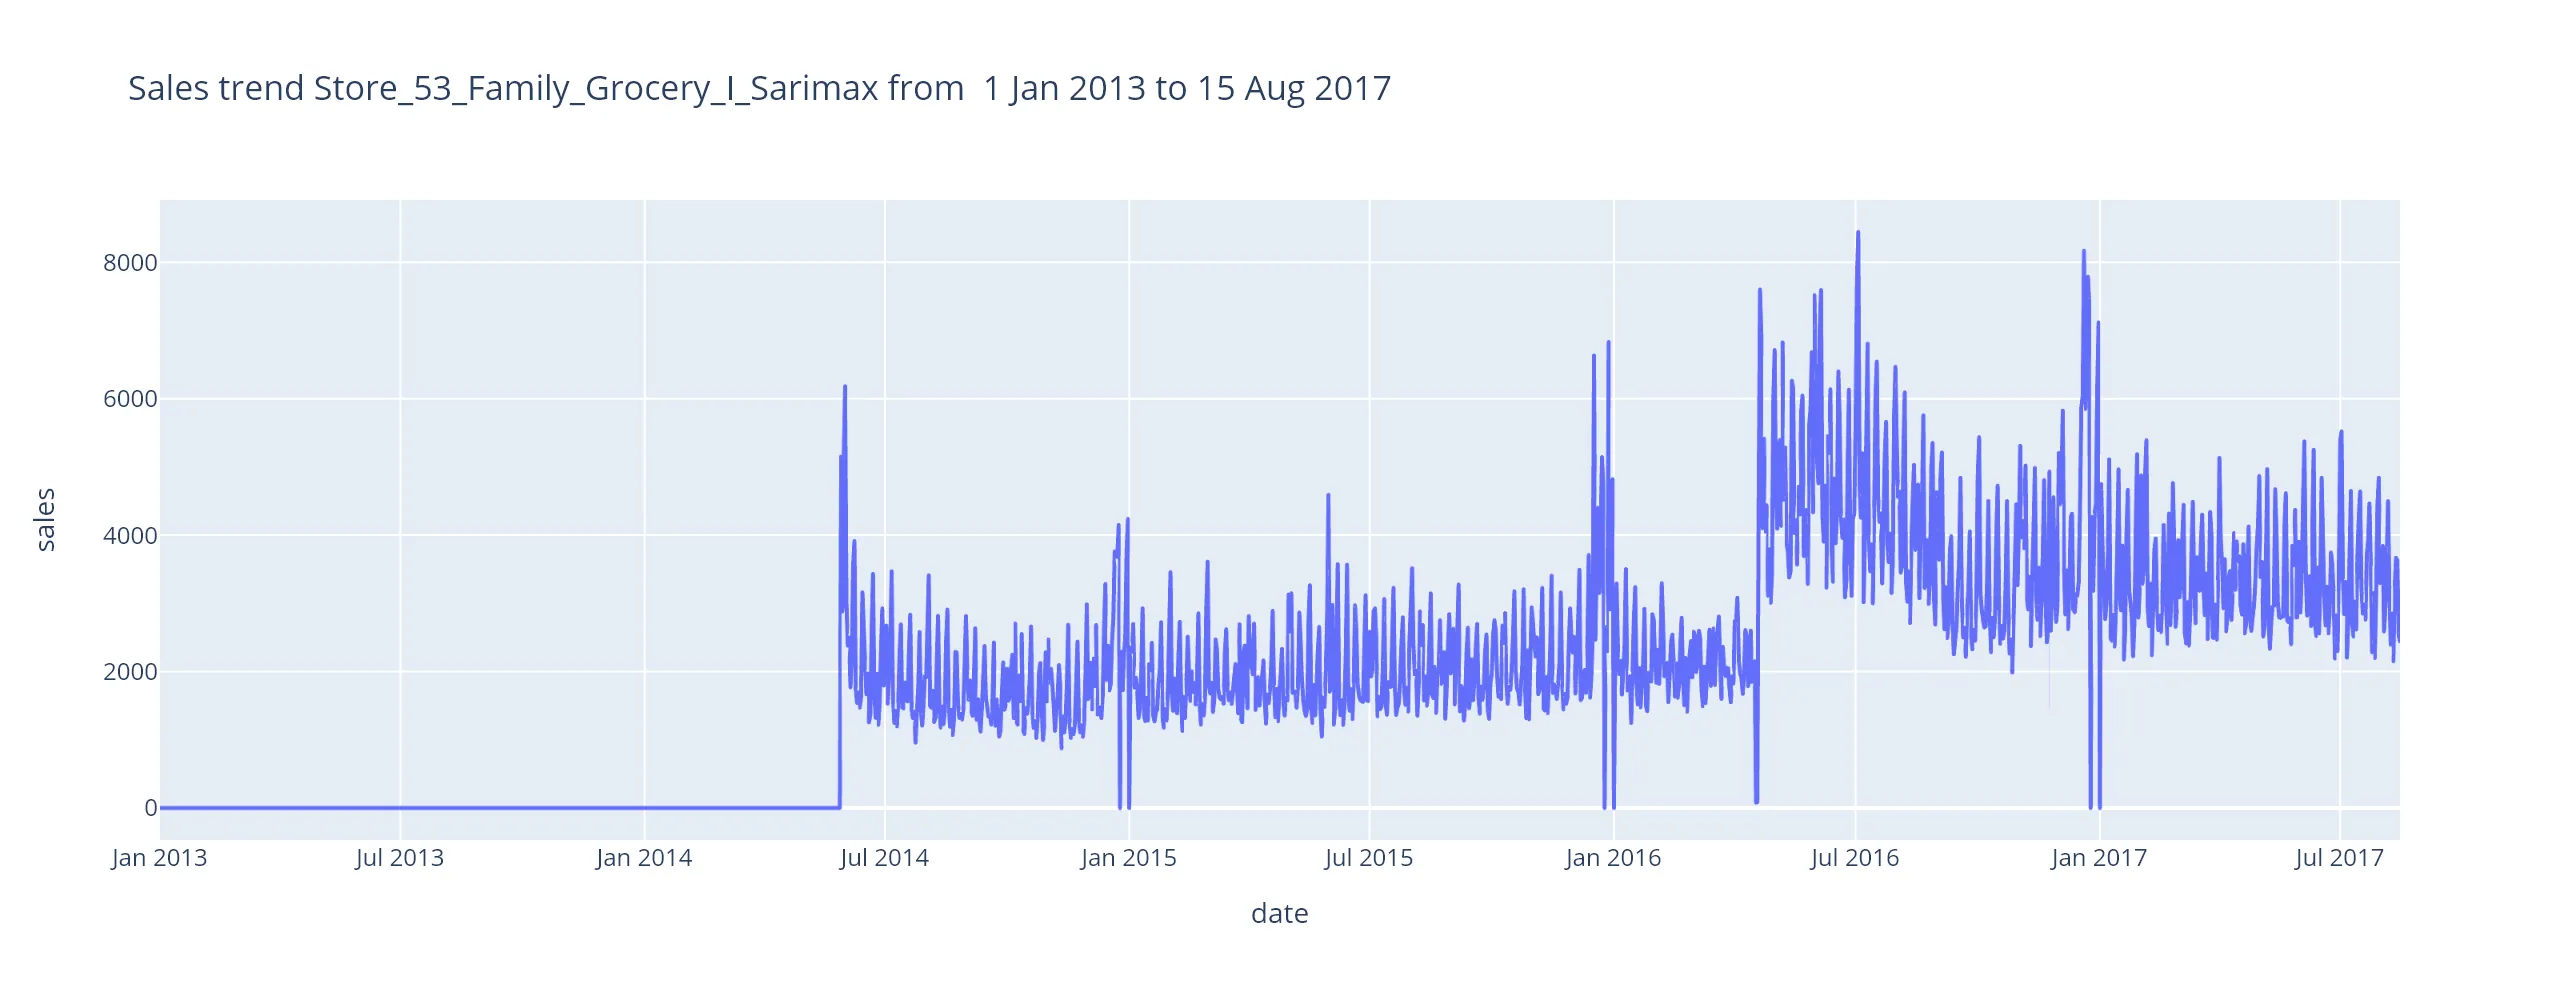 Sales trend Store_53_Family_Grocery_I_Sarimax from  1 Jan 2013 to 15 Aug 2017
8000
6000
4000
2000
0
sales
Jan 2013 Jul 2013 Jan 2014 Jul 2014 Jan 2015 Jul 2015 Jan 2016 Jul 2016 Jan 2017 Jul 2017
date